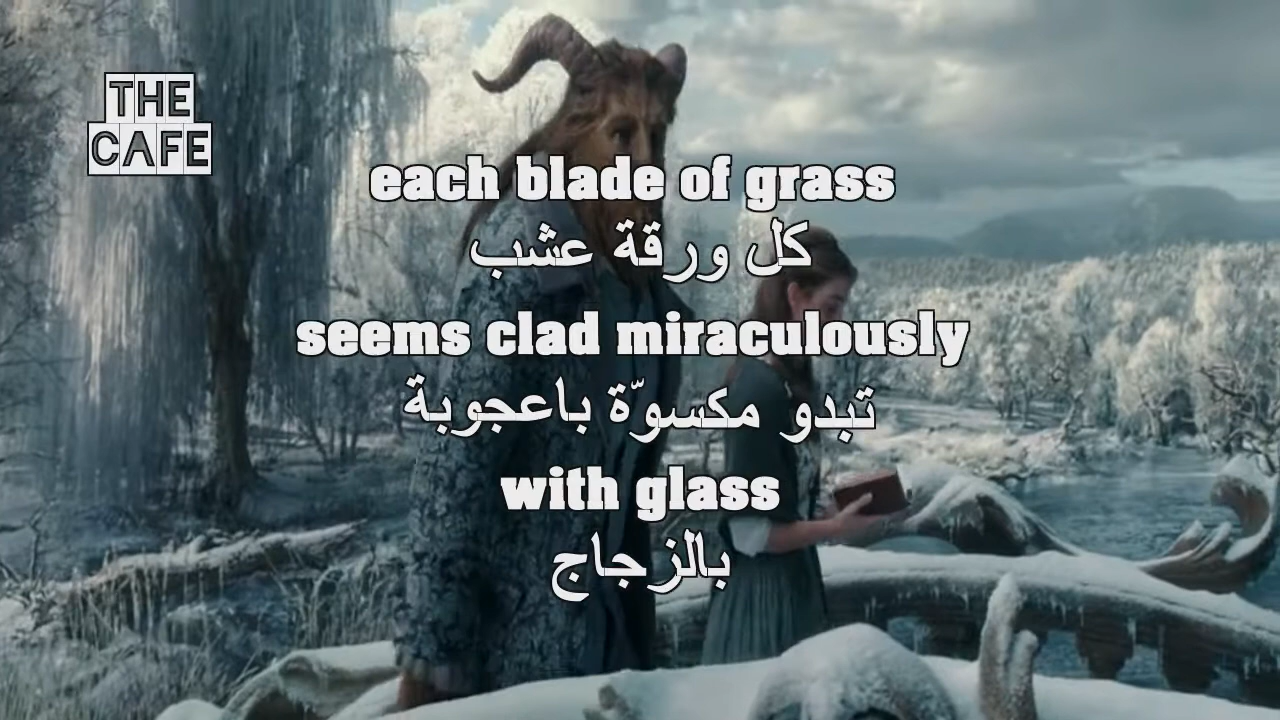 THE
CAFE
each blade of grass
كل ورقة عشب
seems clad miraculously
تبدو مكسوّة باعجوبة
with glass
بالزجاج